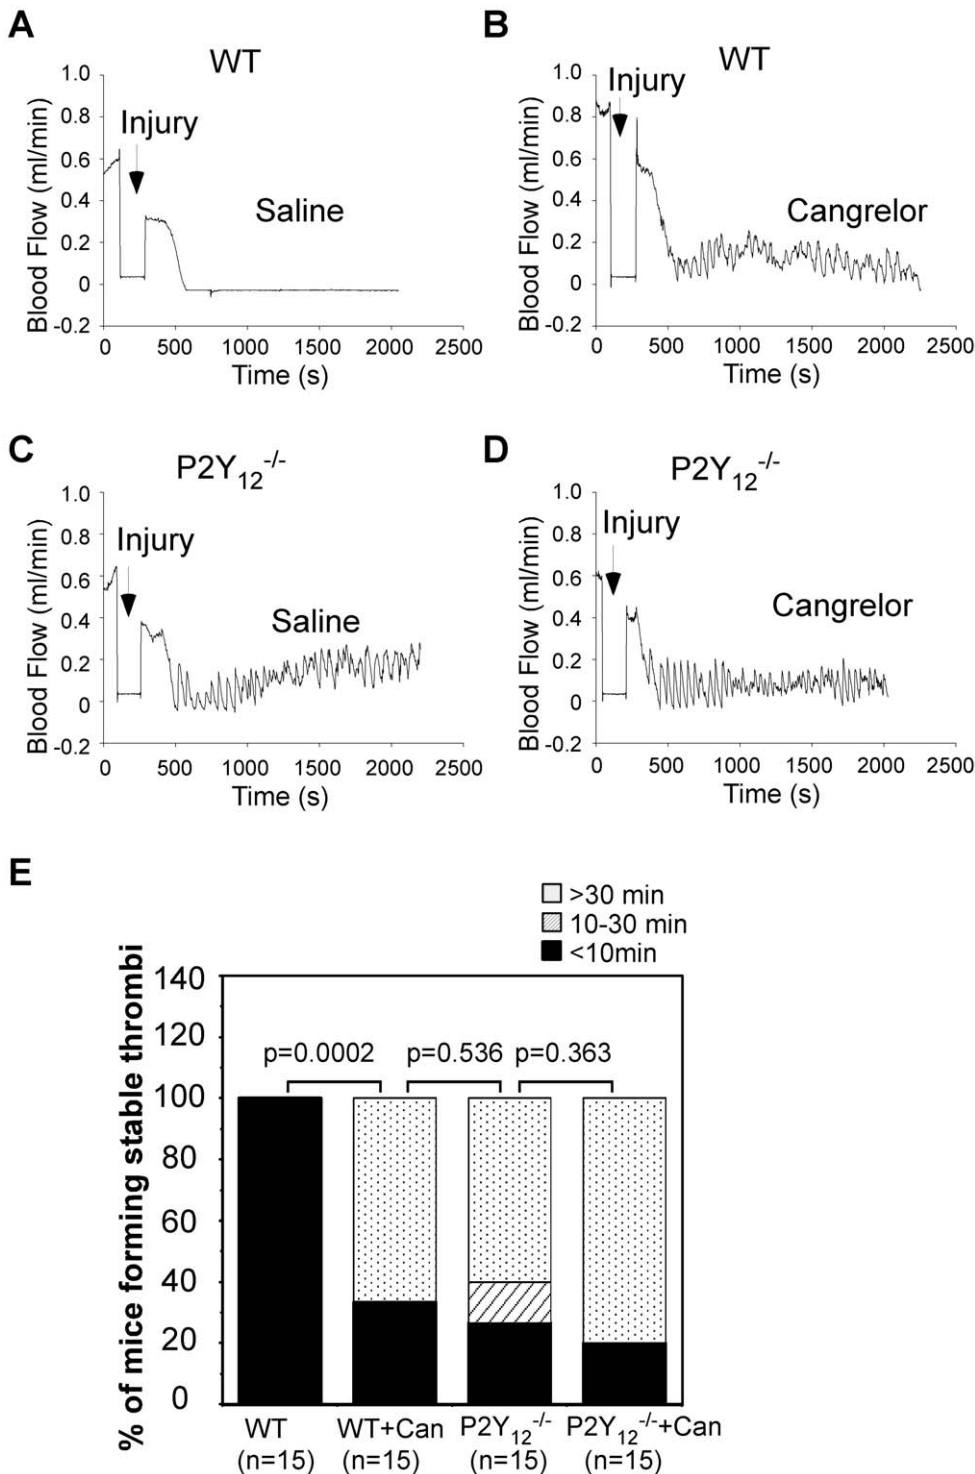 A
WT
Blood Flow (ml/min)
1.0
0.8
0.6
0.4
0.2
0
-0.2
Injury
Saline
0 500 1000 1500 2000 2500
Time (s)
B
WT
Blood Flow (ml/min)
1.0
0.8
0.6
0.4
0.2
0
-0.2
Injury
Cangrelor
0 500 1000 1500 2000 2500
Time (s)
C
P2Y12-/-
Blood Flow (ml/min)
1.0
0.8
0.6
0.4
0.2
0
-0.2
Injury
Saline
0 500 1000 1500 2000 2500
Time (s)
D
P2Y12-/-
Blood Flow (ml/min)
1.0
0.8
0.6
0.4
0.2
0
-0.2
Injury
Cangrelor
0 500 1000 1500 2000 2500
Time (s)
E
>30 min
10-30 min
<10min
% of mice forming stable thrombi
140
120
100
80
60
40
20
0
p=0.0002 p=0.536 p=0.363
WT WT+Can P2Y12-/- P2Y12-/-+Can
(n=15) (n=15) (n=15) (n=15)